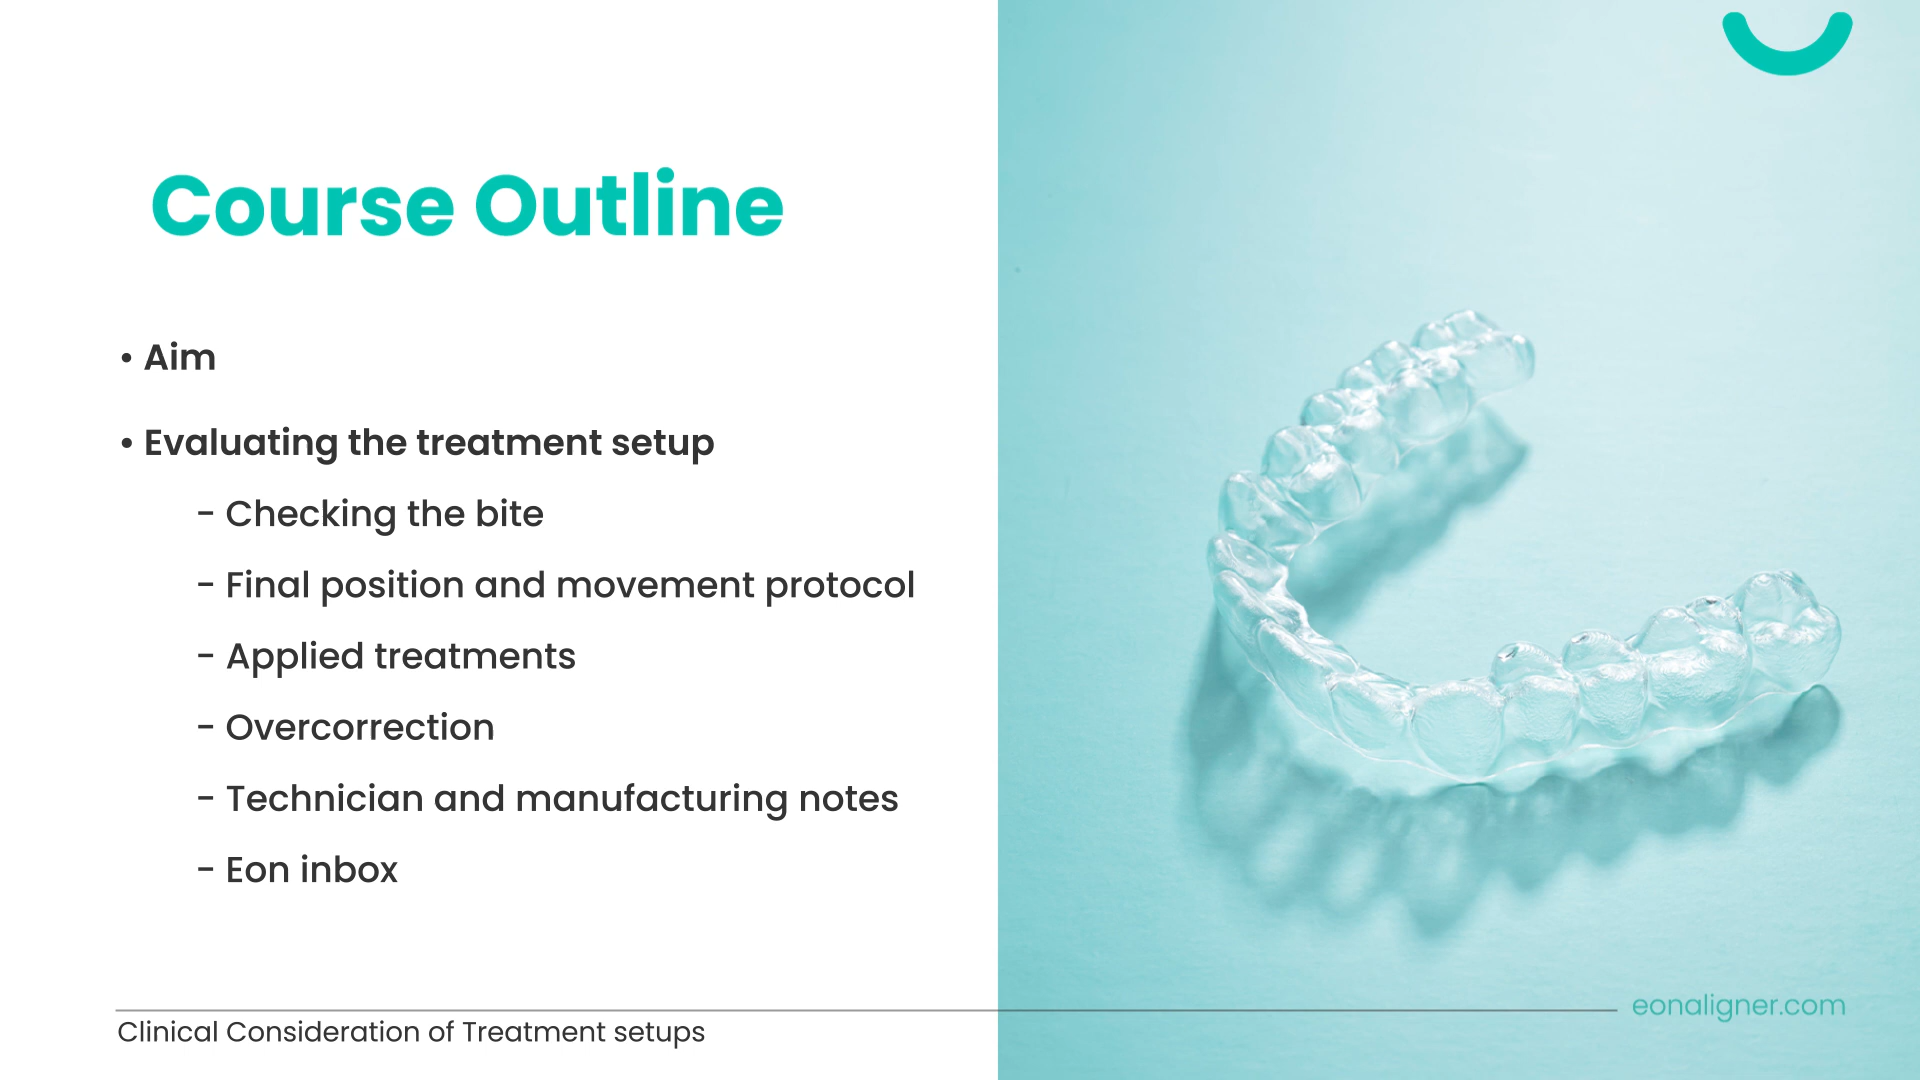 Course Outline
• Aim
• Evaluating the treatment setup
- Checking the bite
- Final position and movement protocol
- Applied treatments
- Overcorrection
- Technician and manufacturing notes
- Eon inbox
eonaligner.com
Clinical Consideration of Treatment setups